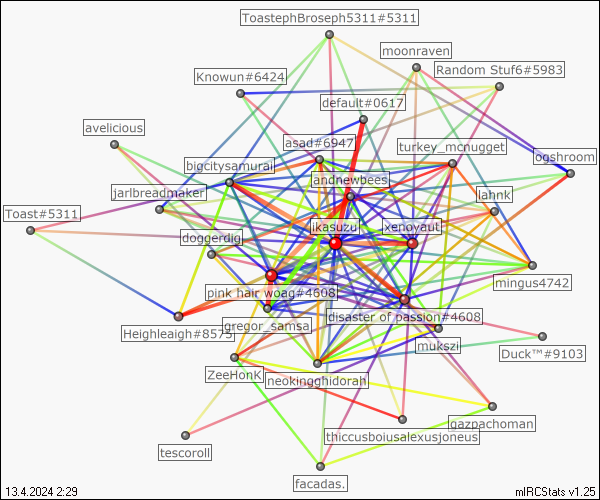 ToastephBroseph5311#5311
moonraven
Random Stuf6#5983
Knowun#6424
default#0617
avelicious
asad#6947
turkey_mcnugget
ogshroom
bigcitysamurai
andnewbees
jarlbreadmaker
lahnk
Toast#5311
ikasuzu
xenoyaut
doggerdig
mingus4742
pink hair woag#4608
disaster of passion#4608
gregor_samsa
Heighleaigh#8575
mukszi
Duck™#9103
ZeeHonK
neokingghidorah
gazpachoman
thiccusboiusalexusjoneus
tescoroll
facadas.
13.4.2024 2:29
mIRCStats v1.25